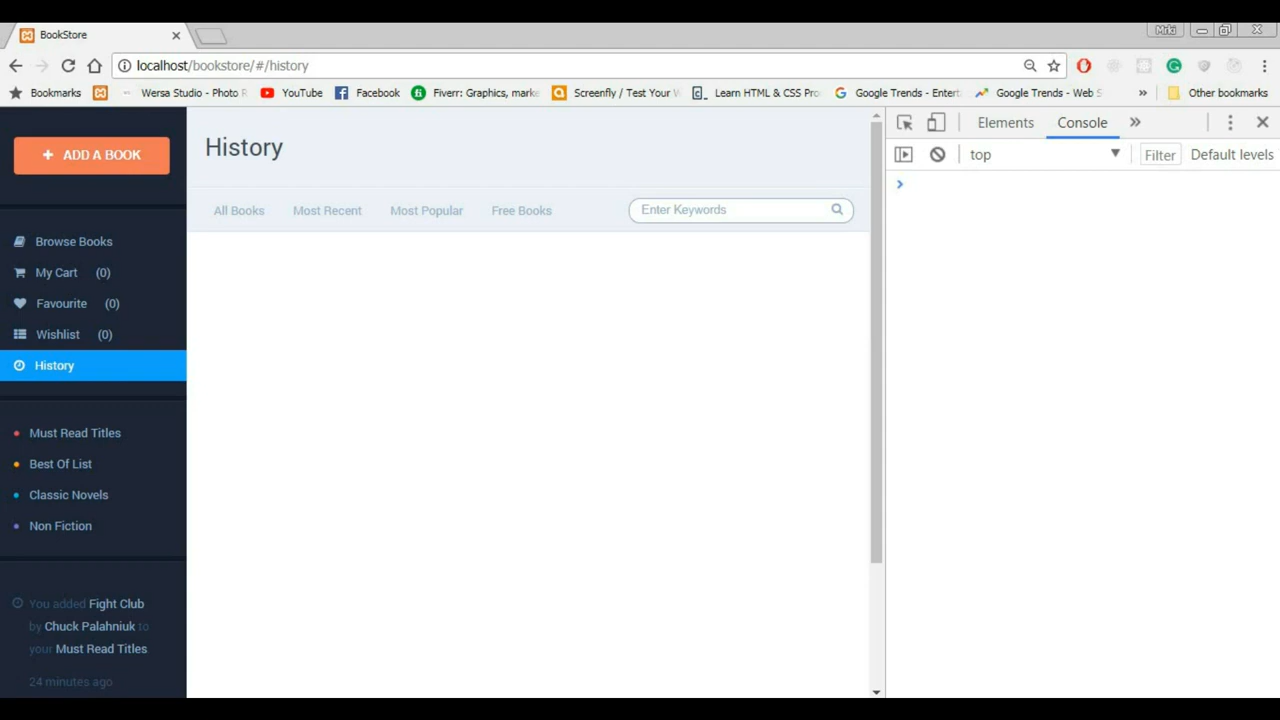 BookStore
Miki
localhost/bookstore/#/history
Bookmarks
Wersa Studio - Photo R
YouTube
Facebook
Fiverr: Graphics, marke
Screenfly / Test Your W
Learn HTML & CSS Pro
Google Trends - Entert
Google Trends - Web S
»
Other bookmarks
+ ADD A BOOK
Browse Books
My Cart (0)
Favourite (0)
Wishlist (0)
History
Must Read Titles
Best Of List
Classic Novels
Non Fiction
You added Fight Club
by Chuck Palahniuk to
your Must Read Titles
24 minutes ago
History
All Books
Most Recent
Most Popular
Free Books
Enter Keywords
Elements
Console
»
top
Filter
Default levels